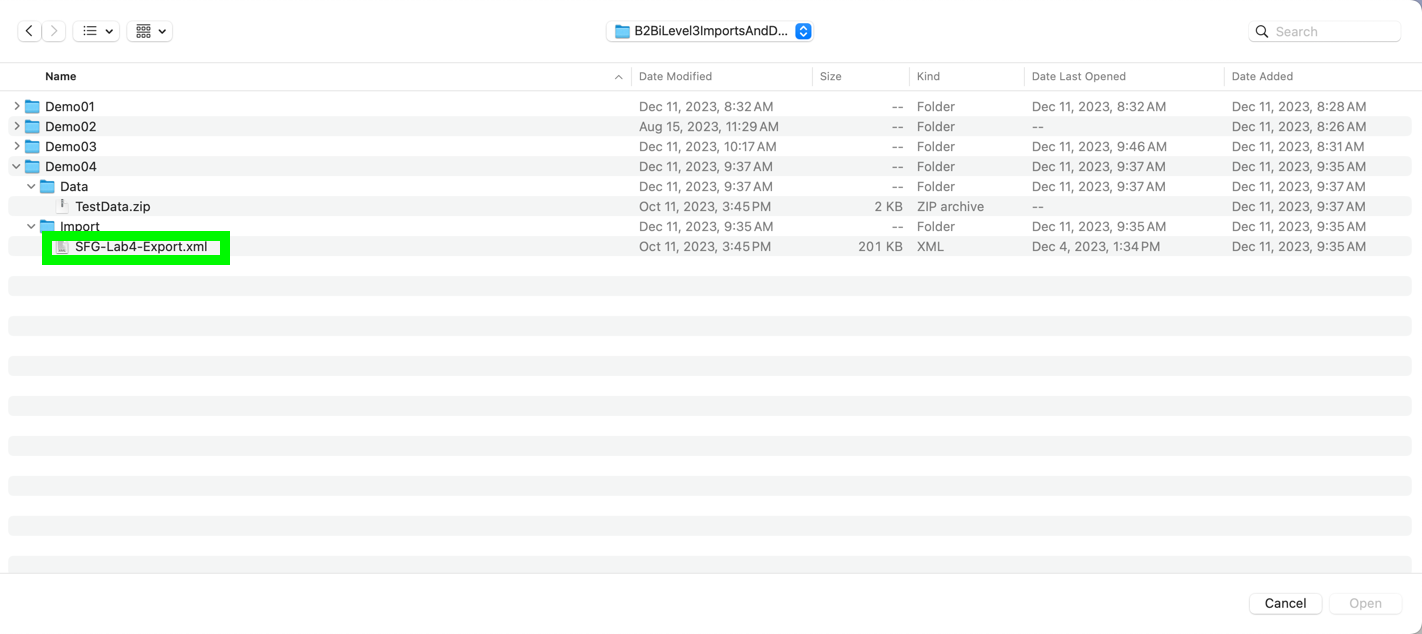 B2BiLevel3ImportsAndD...
Search
Name Date Modified Size Kind Date Last Opened Date Added
Demo01 Dec 11, 2023, 8:32 AM -- Folder Dec 11, 2023, 8:32 AM Dec 11, 2023, 8:28 AM
Demo02 Aug 15, 2023, 11:29 AM -- Folder -- Dec 11, 2023, 8:26 AM
Demo03 Dec 11, 2023, 10:17 AM -- Folder Dec 11, 2023, 9:46 AM Dec 11, 2023, 8:31 AM
Demo04 Dec 11, 2023, 9:37 AM -- Folder Dec 11, 2023, 9:37 AM Dec 11, 2023, 9:35 AM
Data Dec 11, 2023, 9:37 AM -- Folder Dec 11, 2023, 9:37 AM Dec 11, 2023, 9:37 AM
TestData.zip Oct 11, 2023, 3:45 PM 2 KB ZIP archive -- Dec 11, 2023, 9:37 AM
Import Dec 11, 2023, 9:35 AM -- Folder Dec 11, 2023, 9:35 AM Dec 11, 2023, 9:35 AM
SFG-Lab4-Export.xml Oct 11, 2023, 3:45 PM 201 KB XML Dec 4, 2023, 1:34 PM Dec 11, 2023, 9:35 AM
Cancel Open